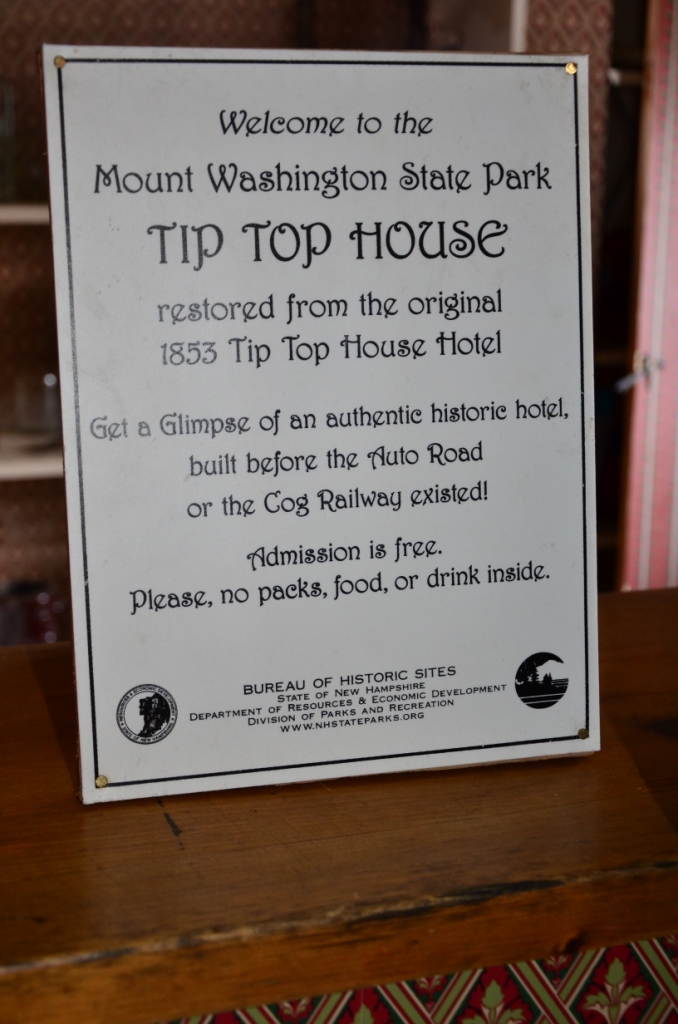 Welcome to the
Mount Washington State Park
TIP TOP HOUSE
restored from the original
1853 Tip Top House Hotel
Get a Glimpse of an authentic historic hotel,
built before the Auto Road
or the Cog Railway existed!
Admission is free.
Please, no packs, food, or drink inside.
BUREAU OF HISTORIC SITES
STATE OF NEW HAMPSHIRE
DEPARTMENT OF RESOURCES & ECONOMIC DEVELOPMENT
DIVISION OF PARKS AND RECREATION
WWW.NHSTATEPARKS.ORG